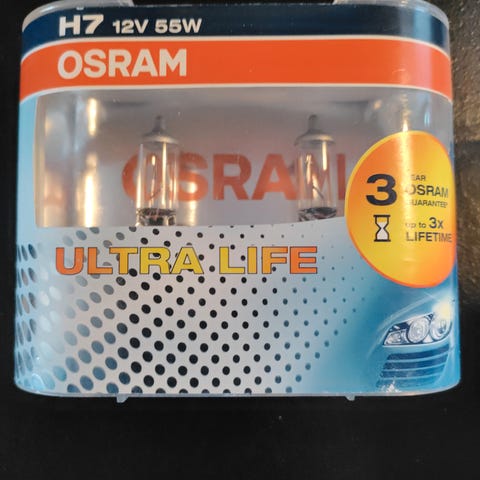 H7 12V 55W
OSRAM
OSRAM
ULTRA LIFE
3 YEAR
OSRAM
GUARANTEE*
up to 3x
LIFETIME